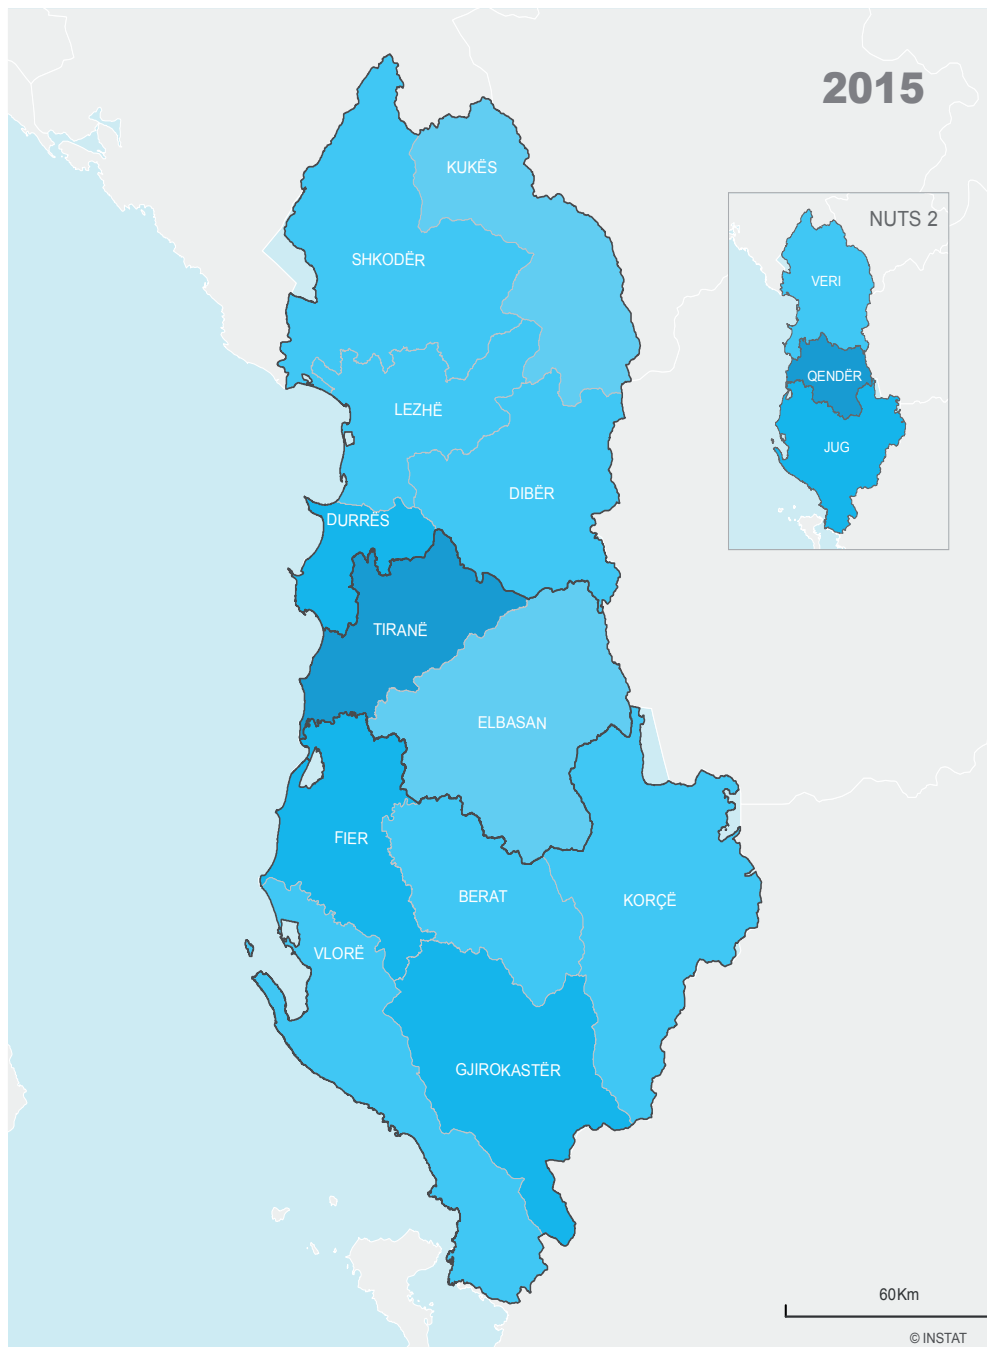 2015
KUKËS
NUTS 2
SHKODËR
VERI
QENDËR
LEZHË
JUG
DIBËR
DURRËS
TIRANË
ELBASAN
FIER
BERAT
KORÇË
VLORË
GJIROKASTËR
60Km
© INSTAT